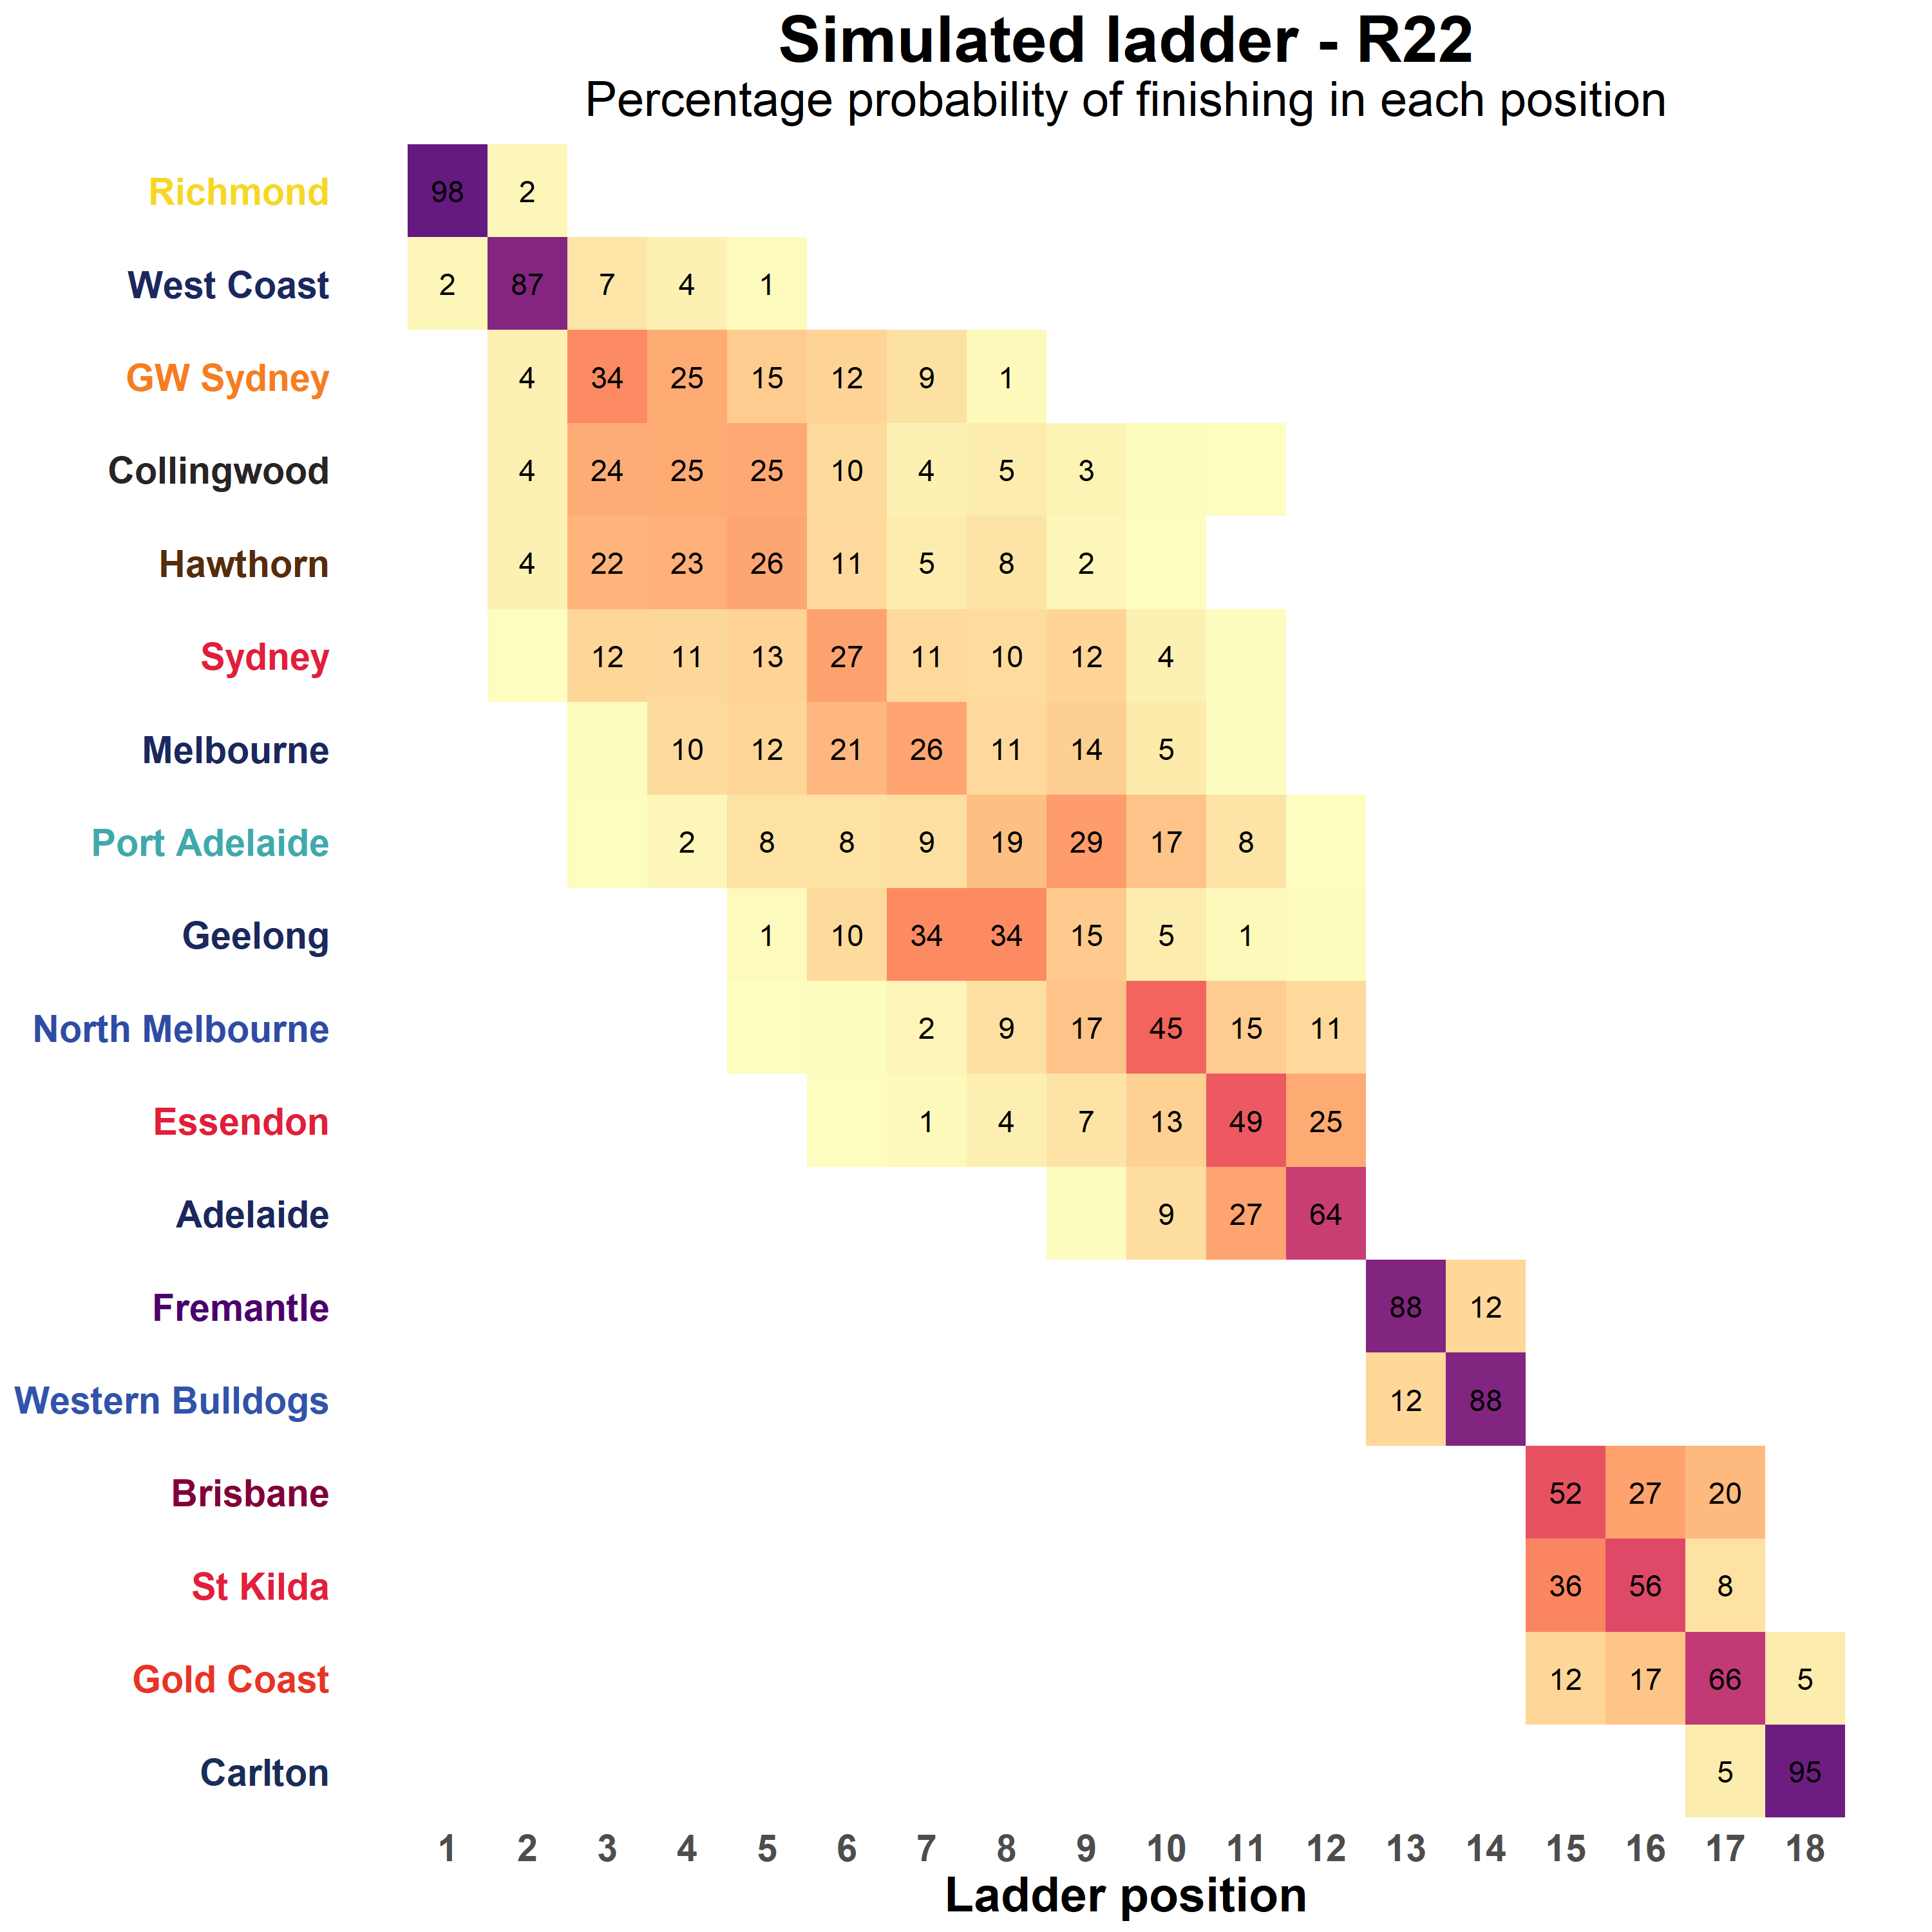 Simulated ladder - R22
Percentage probability of finishing in each position
Richmond 98 2
West Coast 2 87 7 4 1
GW Sydney 4 34 25 15 12 9 1
Collingwood 4 24 25 25 10 4 5 3
Hawthorn 4 22 23 26 11 5 8 2
Sydney 12 11 13 27 11 10 12 4
Melbourne 10 12 21 26 11 14 5
Port Adelaide 2 8 8 9 19 29 17 8
Geelong 1 10 34 34 15 5 1
North Melbourne 2 9 17 45 15 11
Essendon 1 4 7 13 49 25
Adelaide 9 27 64
Fremantle 88 12
Western Bulldogs 12 88
Brisbane 52 27 20
St Kilda 36 56 8
Gold Coast 12 17 66 5
Carlton 5 95
1 2 3 4 5 6 7 8 9 10 11 12 13 14 15 16 17 18
Ladder position